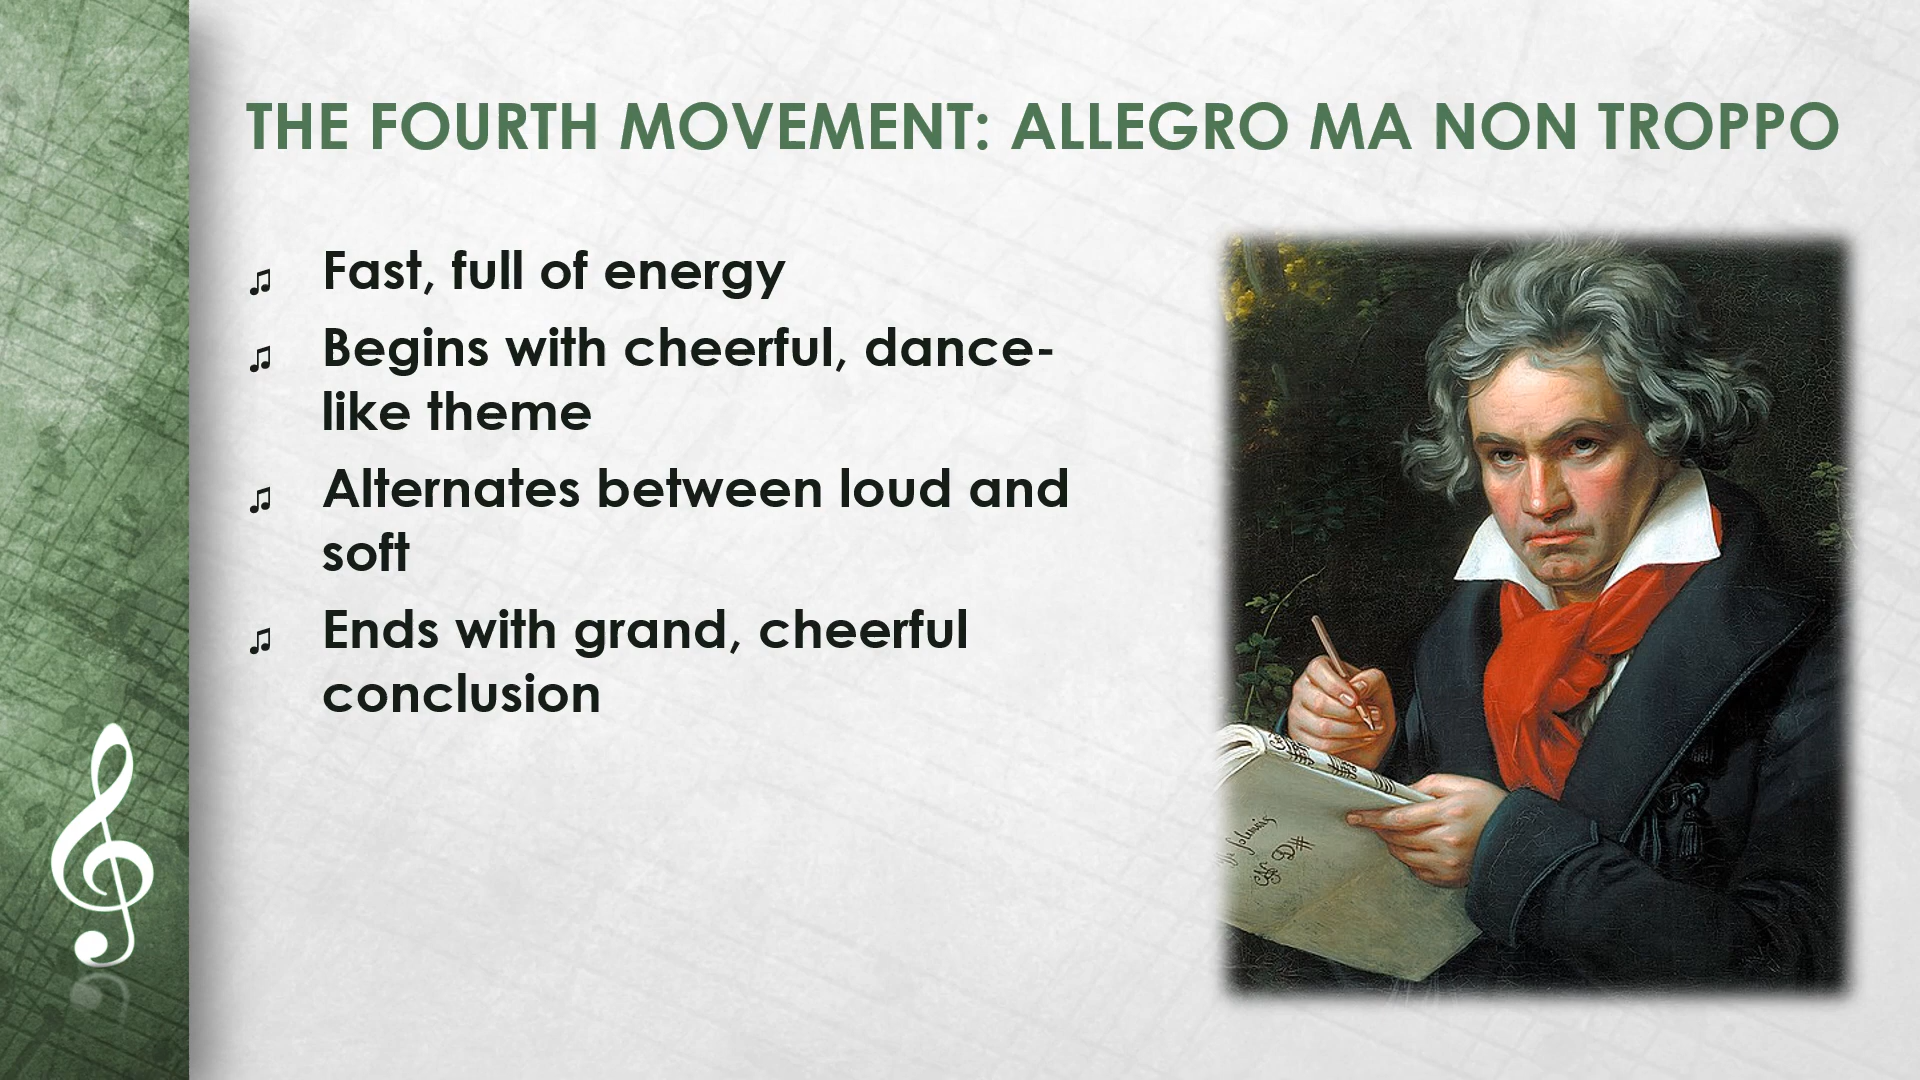 THE FOURTH MOVEMENT: ALLEGRO MA NON TROPPO
♫ Fast, full of energy
♫ Begins with cheerful, dance-
like theme
♫ Alternates between loud and
soft
♫ Ends with grand, cheerful
conclusion
D#